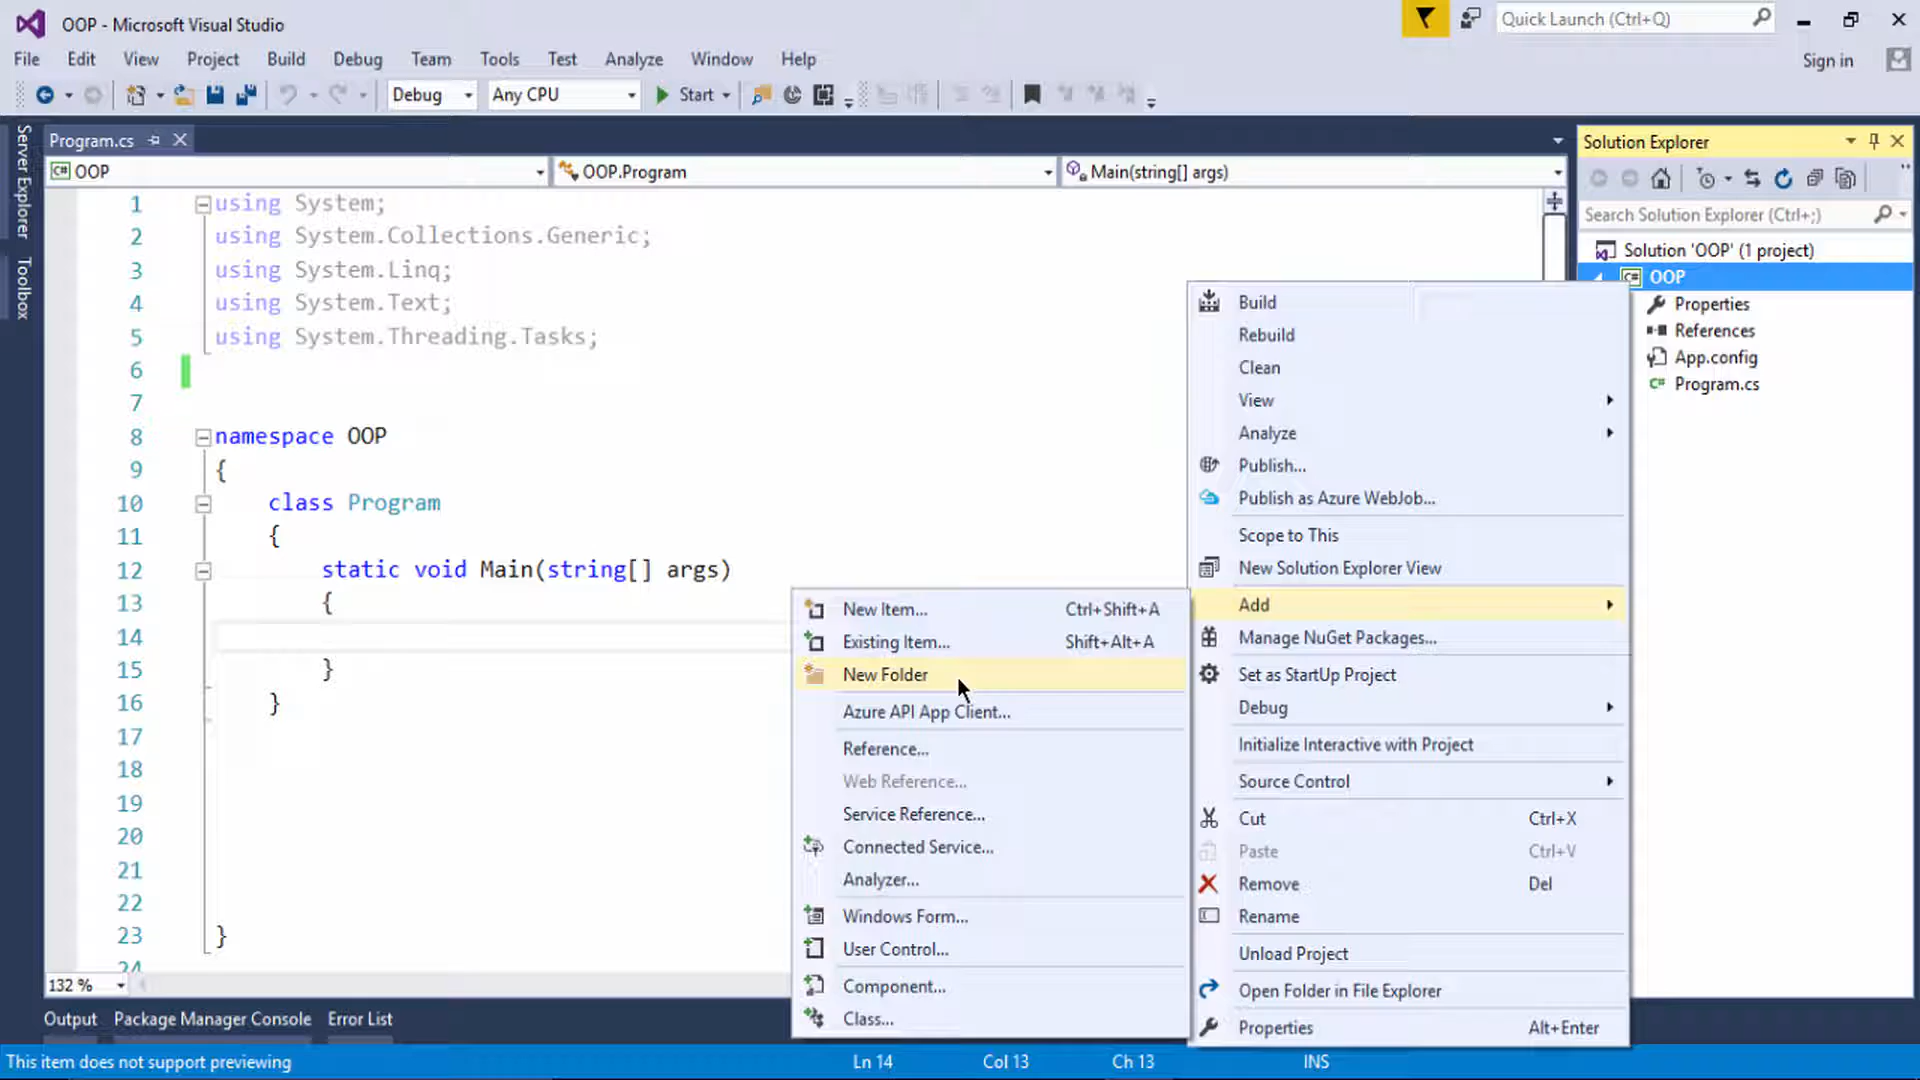 OOP - Microsoft Visual Studio
Quick Launch (Ctrl+Q)
File Edit View Project Build Debug Team Tools Test Analyze Window Help
Sign in
Debug Any CPU Start
Server Explorer
Toolbox
Program.cs
OOP OOP.Program Main(string[] args)
1 using System;
2 using System.Collections.Generic;
3 using System.Linq;
4 using System.Text;
5 using System.Threading.Tasks;
6
7
8 namespace OOP
9 {
10 class Program
11 {
12 static void Main(string[] args)
13 {
14
15 }
16 }
17
18
19
20
21
22
23 }
24
132 %
New Item... Ctrl+Shift+A
Existing Item... Shift+Alt+A
New Folder
Azure API App Client...
Reference...
Web Reference...
Service Reference...
Connected Service...
Analyzer...
Windows Form...
User Control...
Component...
Class...
Build
Rebuild
Clean
View
Analyze
Publish...
Publish as Azure WebJob...
Scope to This
New Solution Explorer View
Add
Manage NuGet Packages...
Set as StartUp Project
Debug
Initialize Interactive with Project
Source Control
Cut Ctrl+X
Paste Ctrl+V
Remove Del
Rename
Unload Project
Open Folder in File Explorer
Properties Alt+Enter
Solution Explorer
Search Solution Explorer (Ctrl+;)
Solution 'OOP' (1 project)
C# OOP
Properties
References
App.config
C# Program.cs
Output Package Manager Console Error List
This item does not support previewing Ln 14 Col 13 Ch 13 INS